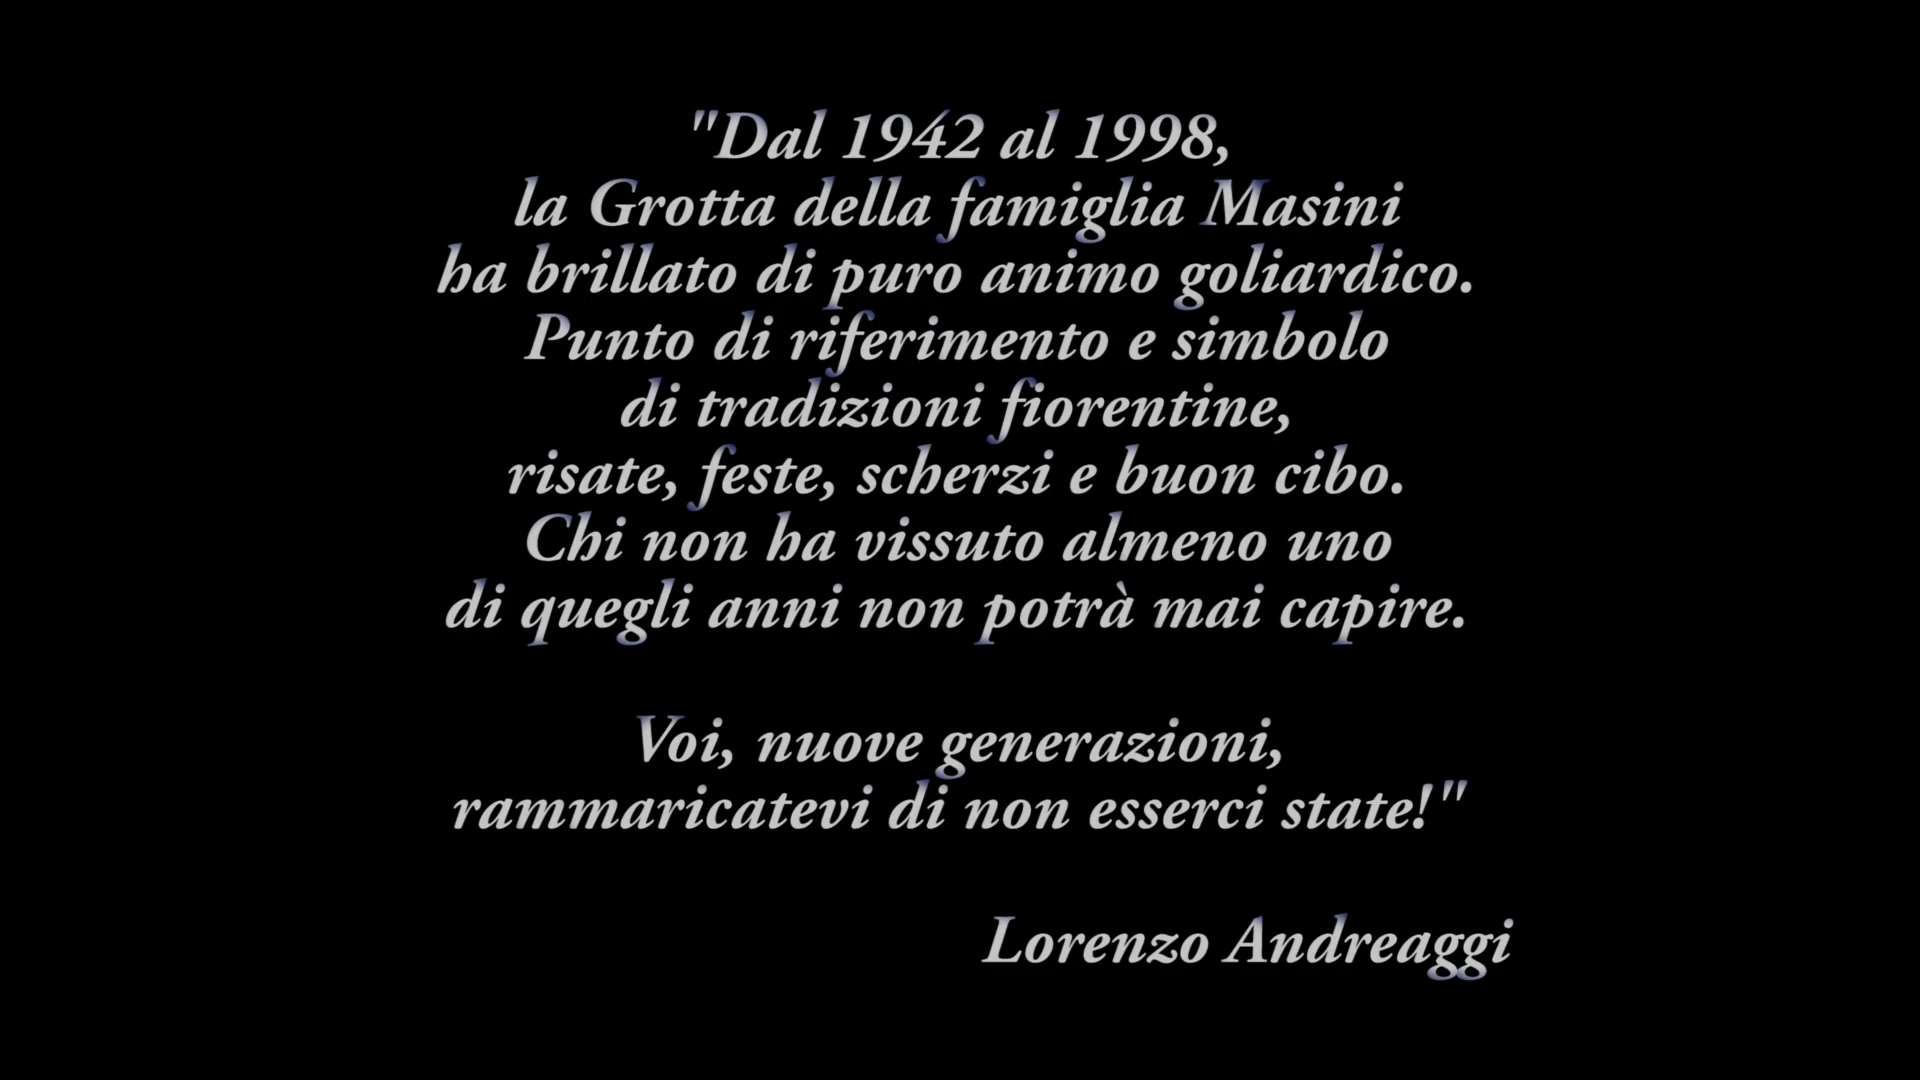 "Dal 1942 al 1998,
la Grotta della famiglia Masini
ha brillato di puro animo goliardico.
Punto di riferimento e simbolo
di tradizioni fiorentine,
risate, feste, scherzi e buon cibo.
Chi non ha vissuto almeno uno
di quegli anni non potrà mai capire.
Voi, nuove generazioni,
rammaricatevi di non esserci state!"
Lorenzo Andreaggi